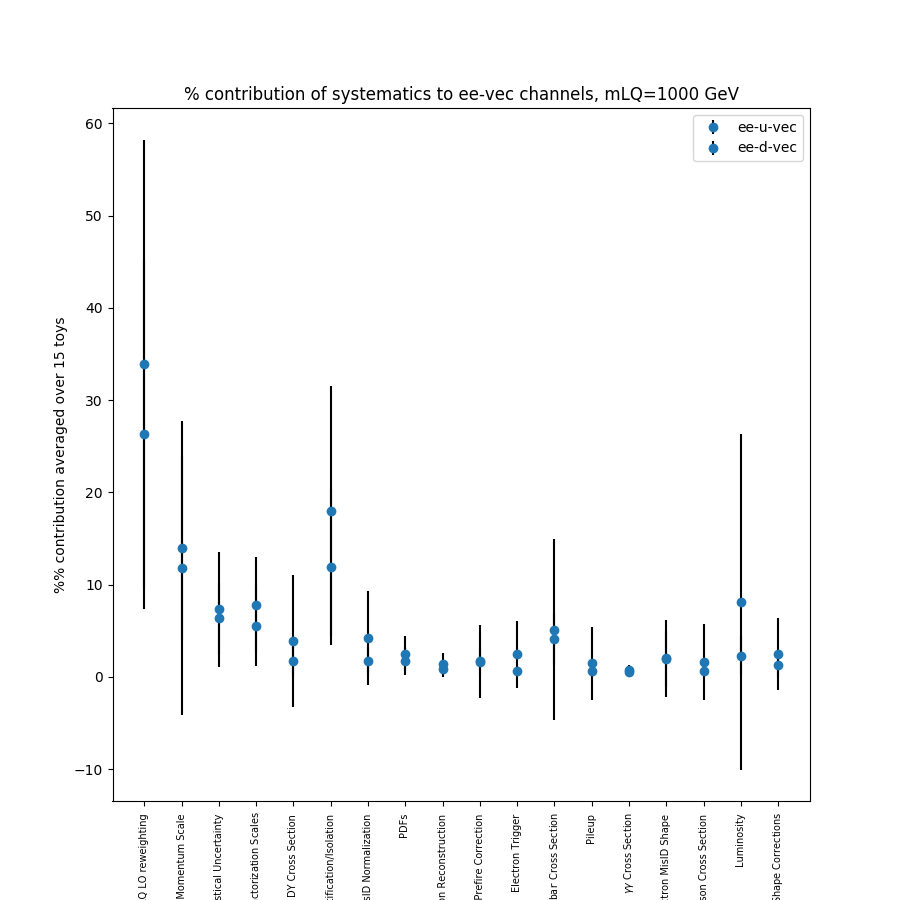 % contribution of systematics to ee-vec channels, mLQ=1000 GeV
ee-u-vec
ee-d-vec
%% contribution averaged over 15 toys
60
50
40
30
20
10
0
−10
Q LO reweighting
Momentum Scale
stical Uncertainty
ctorization Scales
DY Cross Section
tification/Isolation
sID Normalization
PDFs
on Reconstruction
Prefire Correction
Electron Trigger
bar Cross Section
Pileup
γγ Cross Section
tron MisID Shape
son Cross Section
Luminosity
Shape Corrections